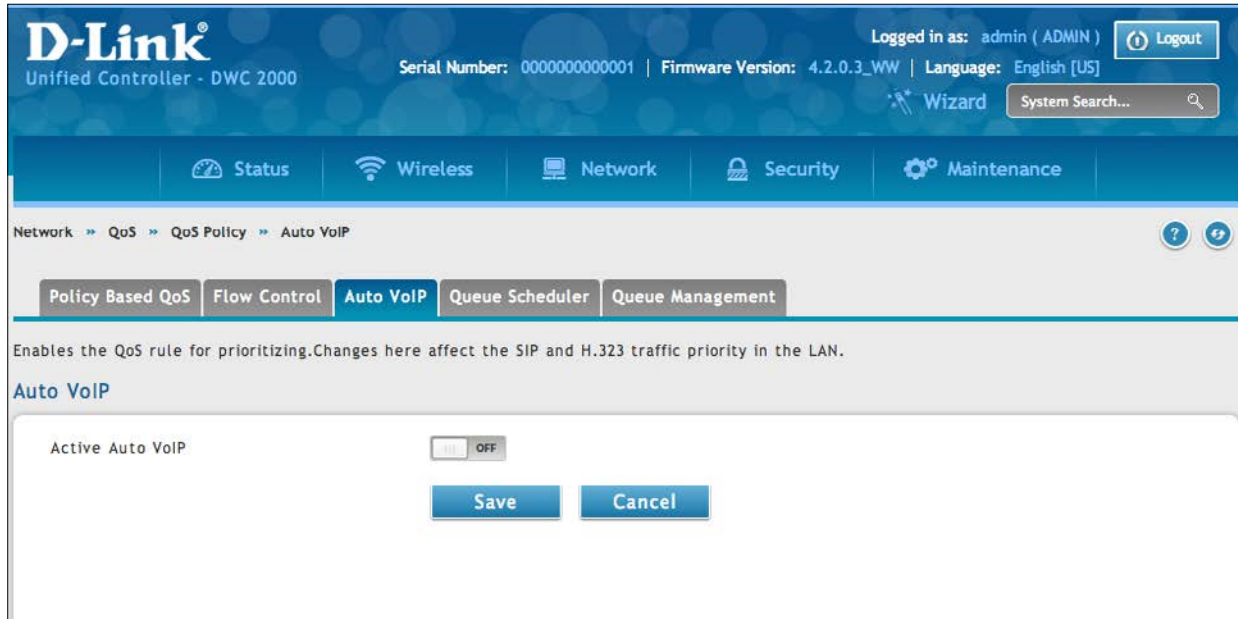 D-Link®
Logged in as: admin ( ADMIN ) Logout
Unified Controller - DWC 2000
Serial Number: 0000000000001 | Firmware Version: 4.2.0.3_WW | Language: English [US]
Wizard System Search...
Status Wireless Network Security Maintenance
Network » QoS » QoS Policy » Auto VoIP ?
Policy Based QoS Flow Control Auto VoIP Queue Scheduler Queue Management
Enables the QoS rule for prioritizing.Changes here affect the SIP and H.323 traffic priority in the LAN.
Auto VoIP
Active Auto VoIP OFF
Save Cancel